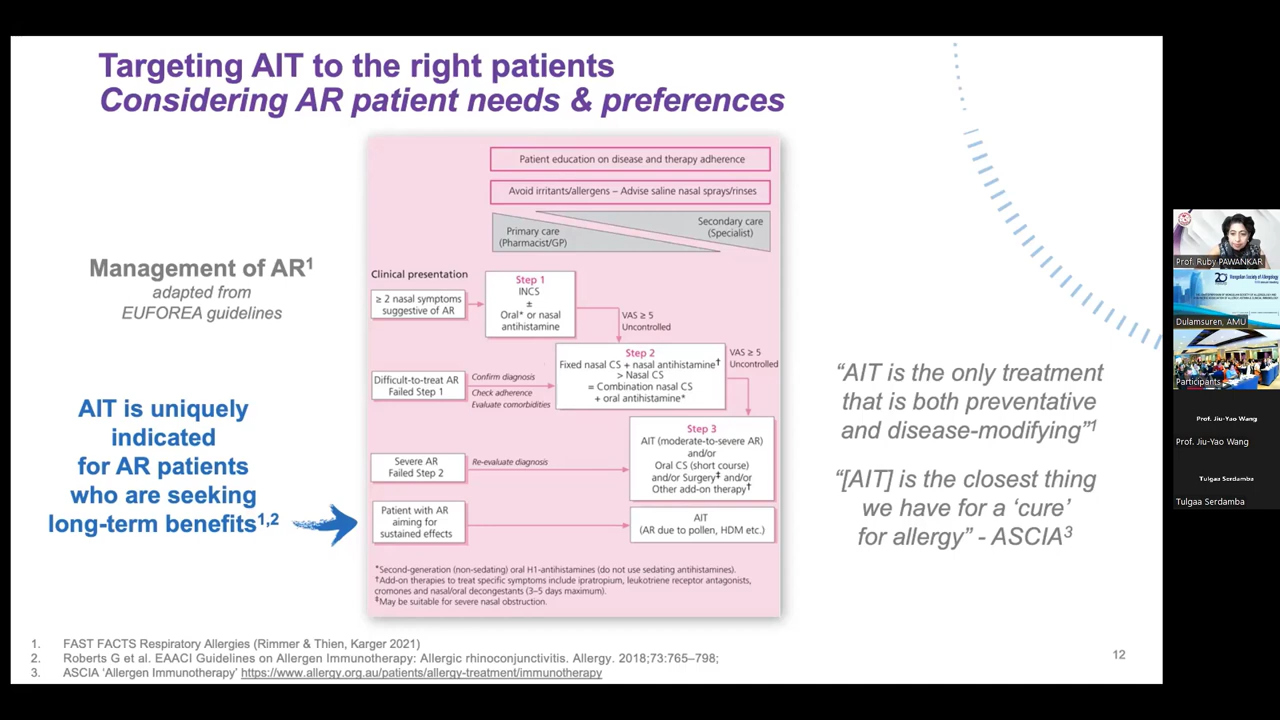 Targeting AIT to the right patients
Considering AR patient needs & preferences
Management of AR¹
adapted from
EUFOREA guidelines
AIT is uniquely
indicated
for AR patients
who are seeking
long-term benefits¹,²
Patient education on disease and therapy adherence
Avoid irritants/allergens – Advise saline nasal sprays/rinses
Primary care
(Pharmacist/GP)
Secondary care
(Specialist)
Clinical presentation
≥ 2 nasal symptoms
suggestive of AR
Step 1
INCS
±
Oral* or nasal
antihistamine
VAS ≥ 5
Uncontrolled
Difficult-to-treat AR
Failed Step 1
Confirm diagnosis
Check adherence
Evaluate comorbidities
Step 2
Fixed nasal CS + nasal antihistamine†
> Nasal CS
= Combination nasal CS
+ oral antihistamine*
VAS ≥ 5
Uncontrolled
Severe AR
Failed Step 2
Re-evaluate diagnosis
Step 3
AIT (moderate-to-severe AR)
and/or
Oral CS (short course)
and/or Surgery‡ and/or
Other add-on therapy†
Patient with AR
aiming for
sustained effects
AIT
(AR due to pollen, HDM etc.)
*Second-generation (non-sedating) oral H1-antihistamines (do not use sedating antihistamines).
†Add-on therapies to treat specific symptoms include ipratropium, leukotriene receptor antagonists,
cromones and nasal/oral decongestants (3–5 days maximum).
‡May be suitable for severe nasal obstruction.
“AIT is the only treatment
that is both preventative
and disease-modifying”¹
“[AIT] is the closest thing
we have for a ‘cure’
for allergy” - ASCIA³
1. FAST FACTS Respiratory Allergies (Rimmer & Thien, Karger 2021)
2. Roberts G et al. EAACI Guidelines on Allergen Immunotherapy: Allergic rhinoconjunctivitis. Allergy. 2018;73:765–798;
3. ASCIA ‘Allergen Immunotherapy’ https://www.allergy.org.au/patients/allergy-treatment/immunotherapy
12
Prof. Ruby PAWANKAR
Dulamsuren, AMU
Participants
Prof. Jiu-Yao Wang
Prof. Jiu-Yao Wang
Tulgaa Serdamba
Tulgaa Serdamba